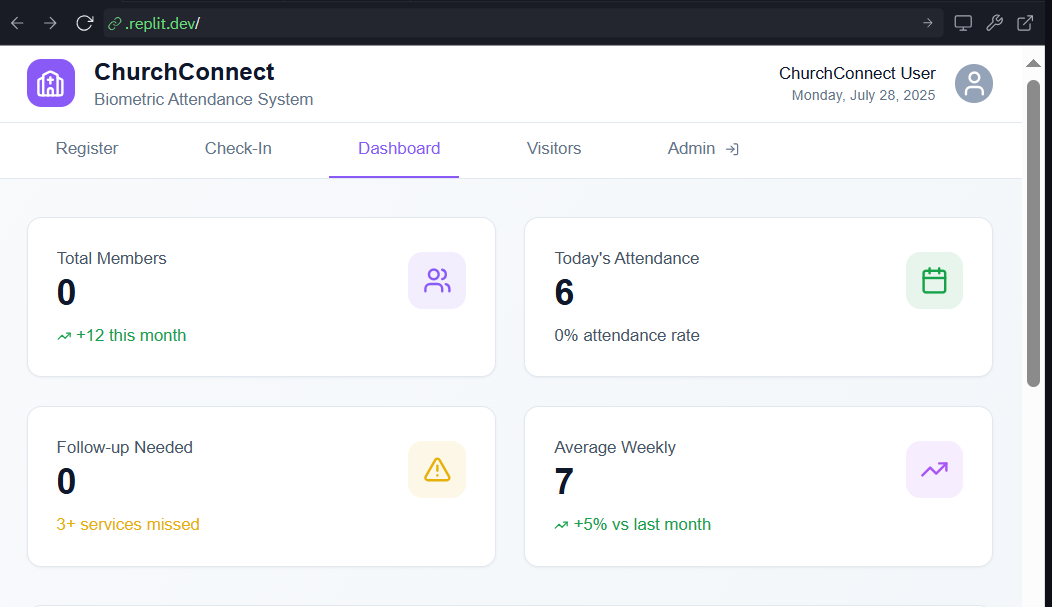 .replit.dev/
ChurchConnect
Biometric Attendance System
ChurchConnect User
Monday, July 28, 2025
Register
Check-In
Dashboard
Visitors
Admin
Total Members
0
+12 this month
Today's Attendance
6
0% attendance rate
Follow-up Needed
0
3+ services missed
Average Weekly
7
+5% vs last month